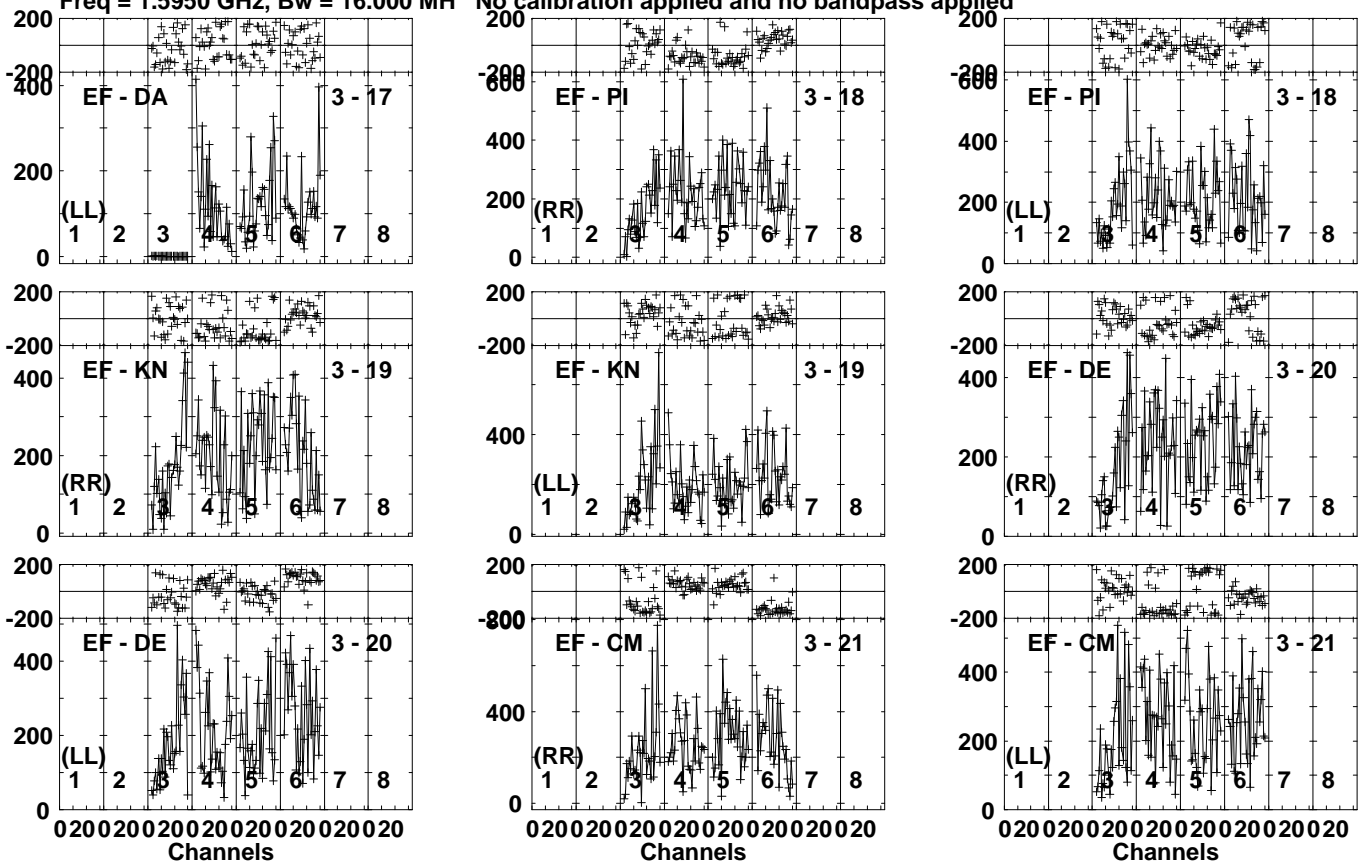 Freq = 1.5950 GHz, Bw = 16.000 MH No calibration applied and no bandpass applied
200
-200
400
200
0
EF - DA 3 - 17
(LL)
1 2 3 4 5 6 7 8
200
-200
600
400
200
0
EF - PI 3 - 18
(RR)
1 2 3 4 5 6 7 8
200
-200
600
400
200
0
EF - PI 3 - 18
(LL)
1 2 3 4 5 6 7 8
200
-200
400
200
0
EF - KN 3 - 19
(RR)
1 2 3 4 5 6 7 8
200
-200
400
0
EF - KN 3 - 19
(LL)
1 2 3 4 5 6 7 8
200
-200
400
200
0
EF - DE 3 - 20
(RR)
1 2 3 4 5 6 7 8
200
-200
400
200
0
EF - DE 3 - 20
(LL)
1 2 3 4 5 6 7 8
200
-200
800
400
0
EF - CM 3 - 21
(RR)
1 2 3 4 5 6 7 8
200
-200
400
200
0
EF - CM 3 - 21
(LL)
1 2 3 4 5 6 7 8
0 20 0 20 0 20 0 20 0 20 0 20 0 20 0 20
Channels
0 20 0 20 0 20 0 20 0 20 0 20 0 20 0 20
Channels
0 20 0 20 0 20 0 20 0 20 0 20 0 20 0 20
Channels